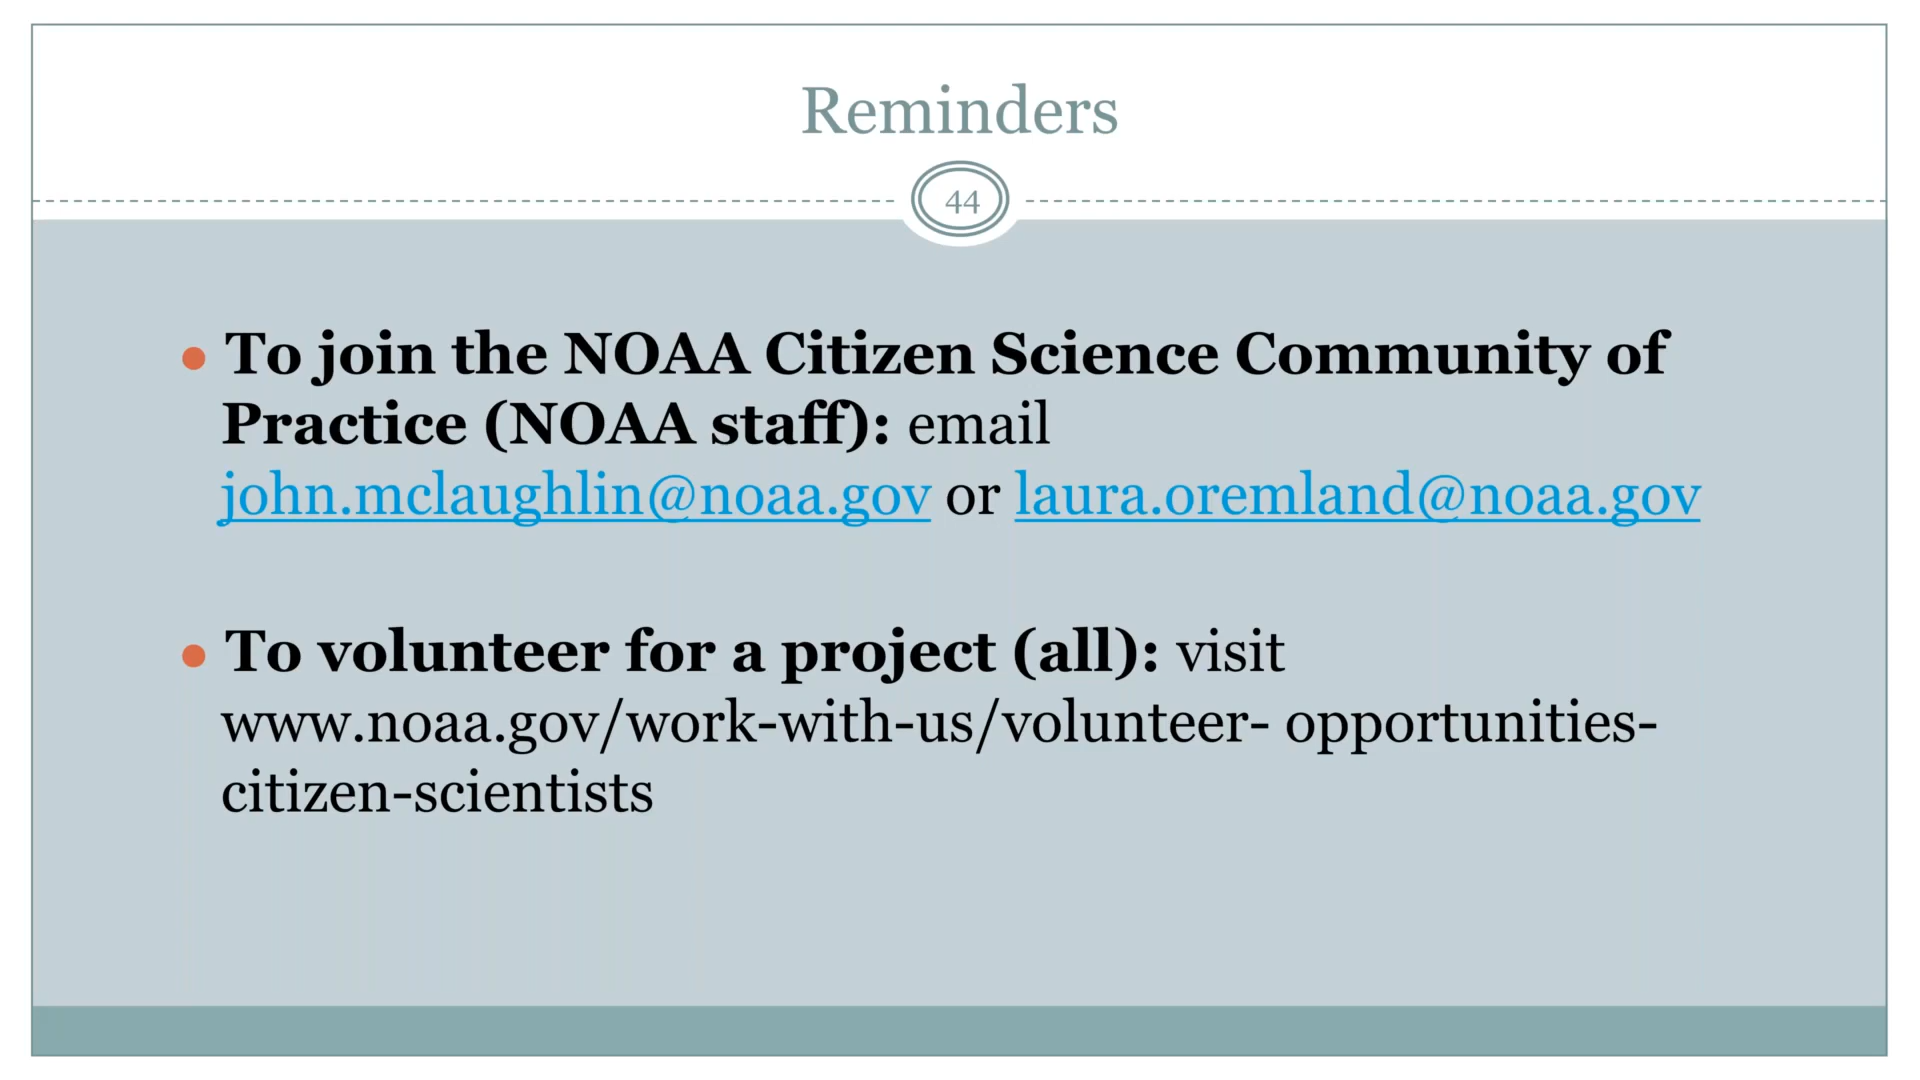 Reminders
44
To join the NOAA Citizen Science Community of
Practice (NOAA staff): email
john.mclaughlin@noaa.gov or laura.oremland@noaa.gov
To volunteer for a project (all): visit
www.noaa.gov/work-with-us/volunteer- opportunities-
citizen-scientists